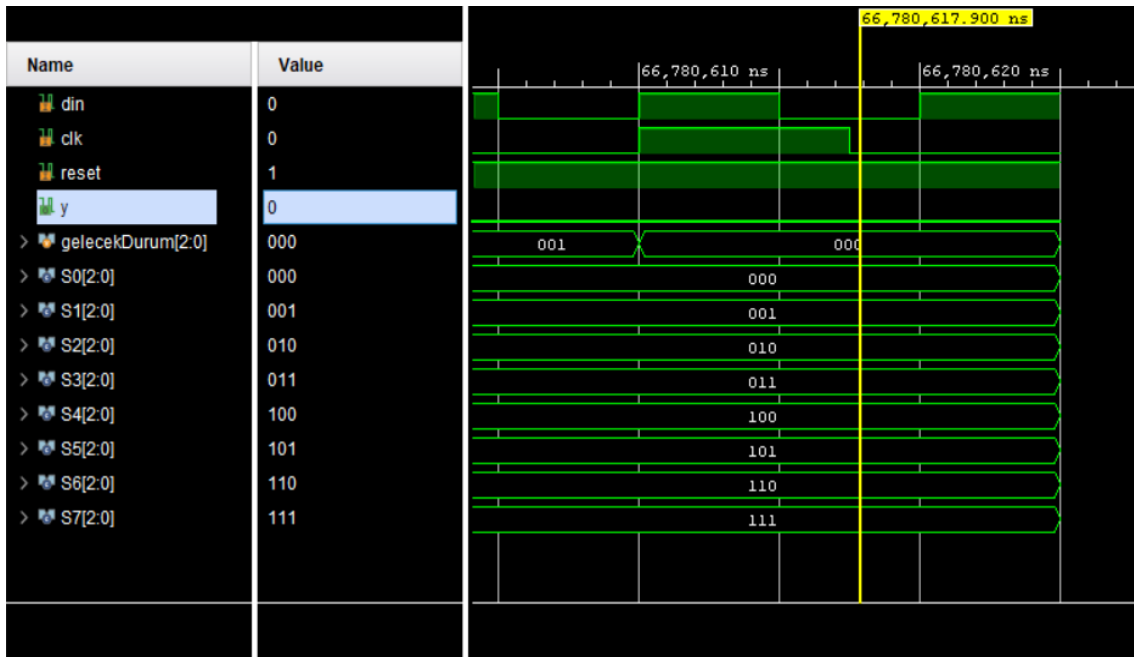 66,780,617.900 ns
Name Value
66,780,610 ns 66,780,620 ns
din 0
clk 0
reset 1
y 0
gelecekDurum[2:0] 000 001 000
S0[2:0] 000 000
S1[2:0] 001 001
S2[2:0] 010 010
S3[2:0] 011 011
S4[2:0] 100 100
S5[2:0] 101 101
S6[2:0] 110 110
S7[2:0] 111 111